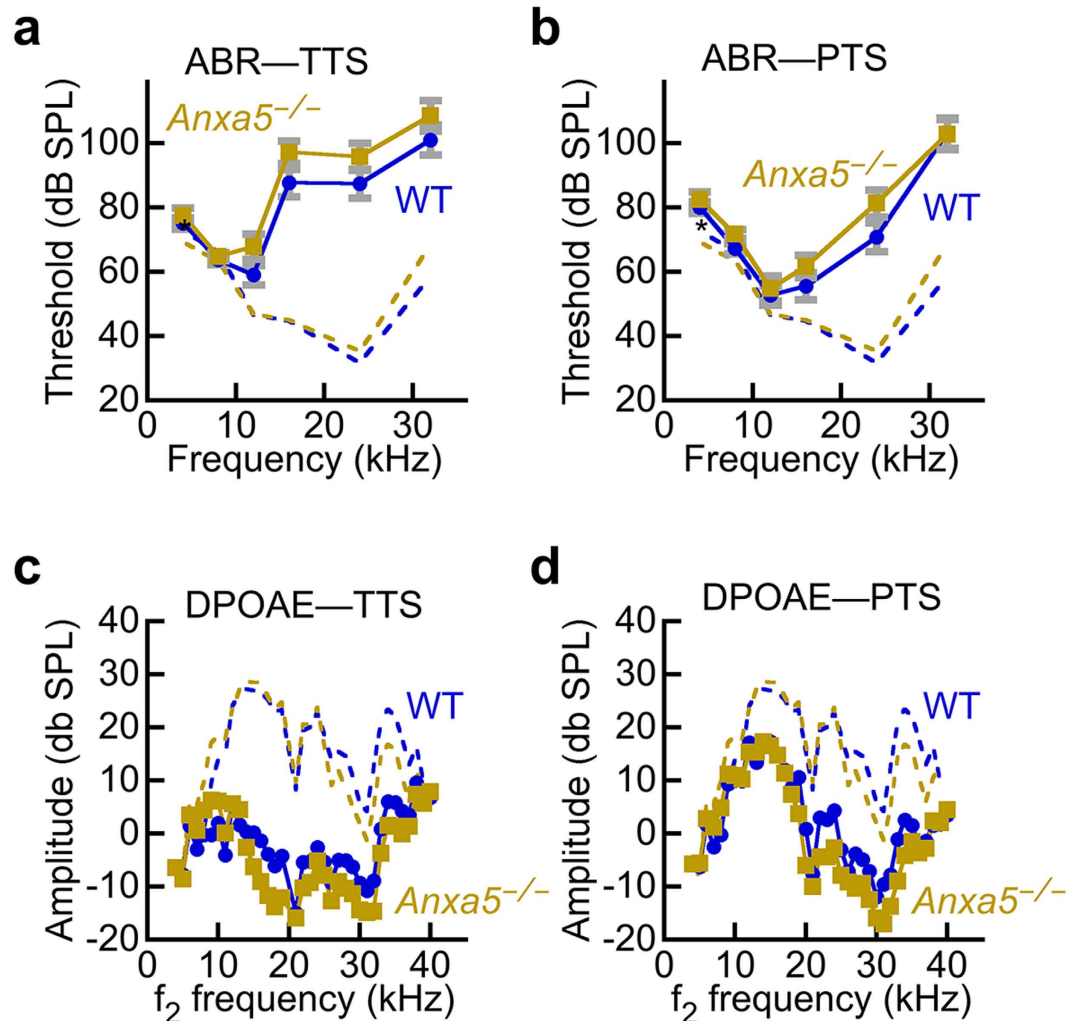 a
ABR—TTS
Anxa5⁻/⁻
WT
*
Threshold (dB SPL)
100
80
60
40
20
0
10
20
30
Frequency (kHz)
b
ABR—PTS
Anxa5⁻/⁻
WT
*
Threshold (dB SPL)
100
80
60
40
20
0
10
20
30
Frequency (kHz)
c
DPOAE—TTS
WT
Anxa5⁻/⁻
Amplitude (db SPL)
40
30
20
10
0
-10
-20
0
10
20
30
40
f₂ frequency (kHz)
d
DPOAE—PTS
WT
Anxa5⁻/⁻
Amplitude (db SPL)
40
30
20
10
0
-10
-20
0
10
20
30
40
f₂ frequency (kHz)